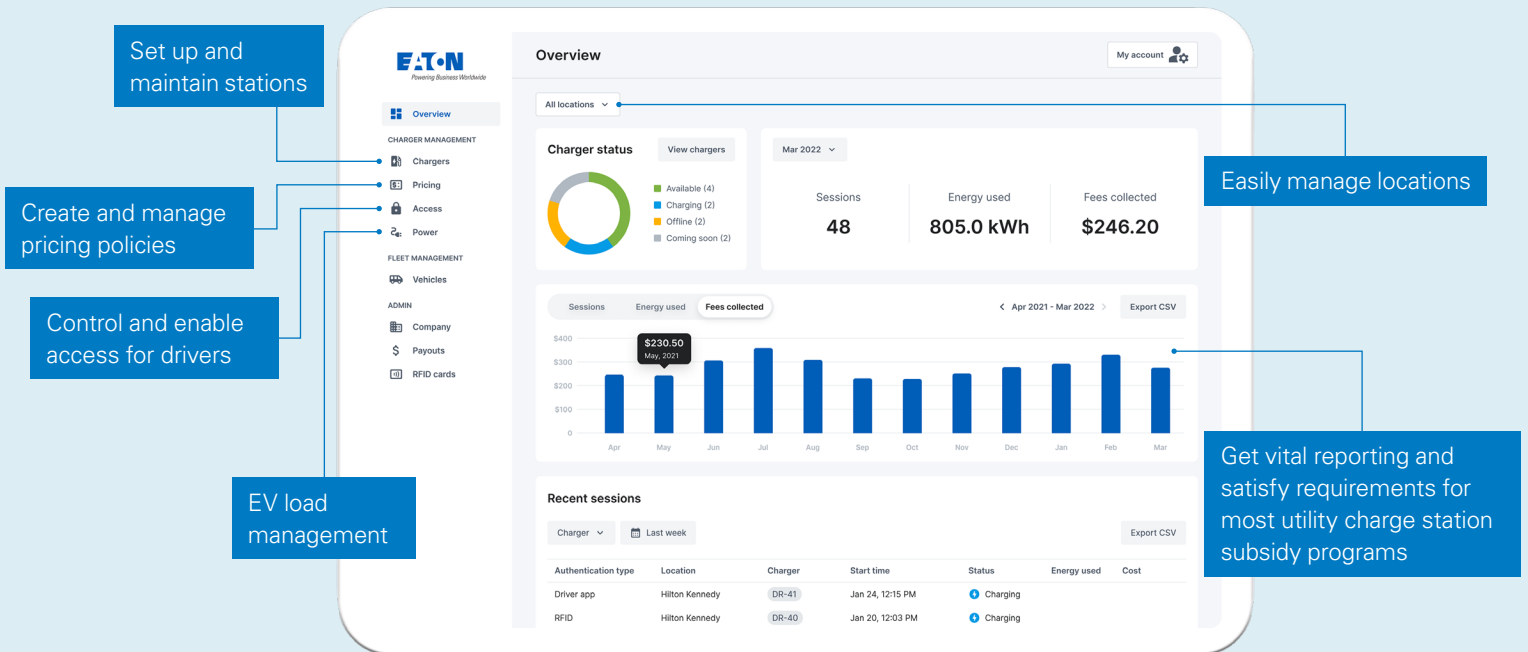 Set up and
maintain stations
Create and manage
pricing policies
Control and enable
access for drivers
EV load
management
EATON
Powering Business Worldwide
Overview
CHARGER MANAGEMENT
Chargers
Pricing
Access
Power
FLEET MANAGEMENT
Vehicles
ADMIN
Company
Payouts
RFID cards
Overview
My account
All locations
Charger status
View chargers
Available (4)
Charging (2)
Offline (2)
Coming soon (2)
Mar 2022
Sessions
48
Energy used
805.0 kWh
Fees collected
$246.20
Sessions Energy used Fees collected
Apr 2021 - Mar 2022
Export CSV
$230.50
May, 2021
$400
$300
$200
$100
0
Apr May Jun Jul Aug Sep Oct Nov Dec Jan Feb Mar
Recent sessions
Charger
Last week
Export CSV
Authentication type Location Charger Start time Status Energy used Cost
Driver app Hilton Kennedy DR-41 Jan 24, 12:15 PM Charging
RFID Hilton Kennedy DR-40 Jan 20, 12:03 PM Charging
Easily manage locations
Get vital reporting and
satisfy requirements for
most utility charge station
subsidy programs